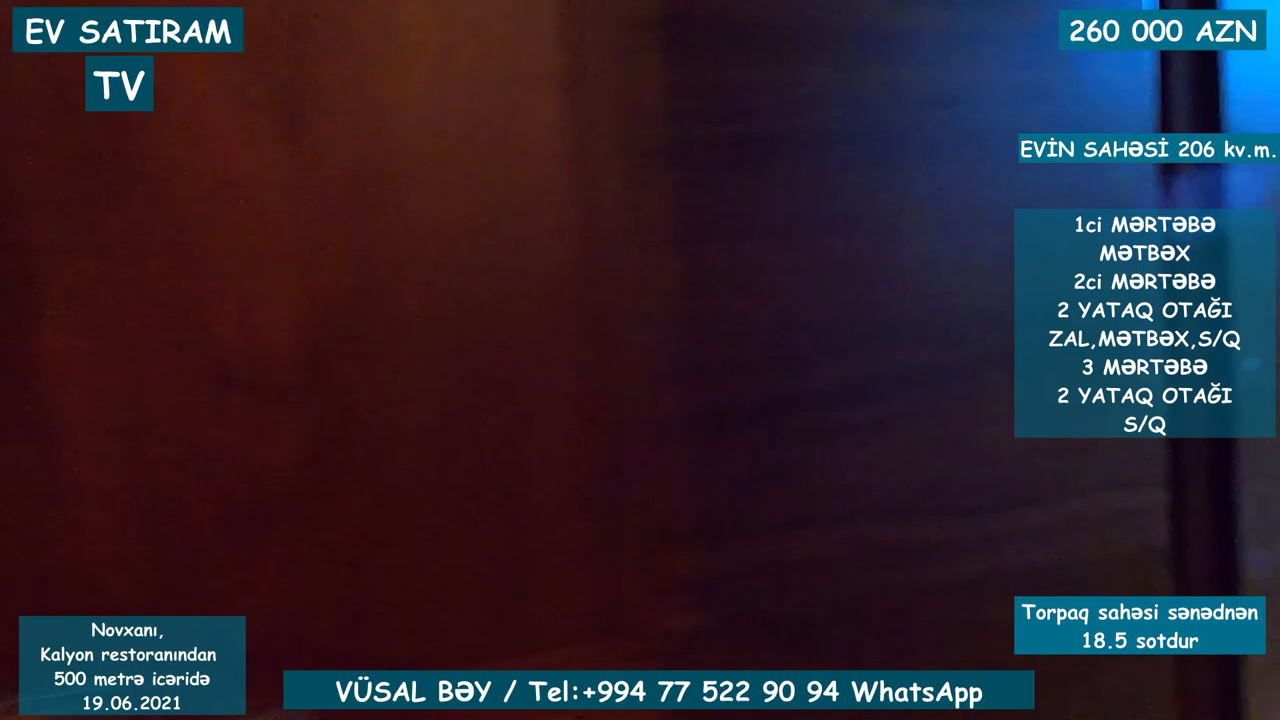 EV SATIRAM
TV
260 000 AZN
EVİN SAHƏSİ 206 kv.m.
1ci MƏRTƏBƏ
MƏTBƏX
2ci MƏRTƏBƏ
2 YATAQ OTAĞI
ZAL,MƏTBƏX,S/Q
3 MƏRTƏBƏ
2 YATAQ OTAĞI
S/Q
Torpaq sahəsi sənədnən
18.5 sotdur
Novxanı,
Kalyon restoranından
500 metrə icəridə
19.06.2021
VÜSAL BƏY / Tel:+994 77 522 90 94 WhatsApp